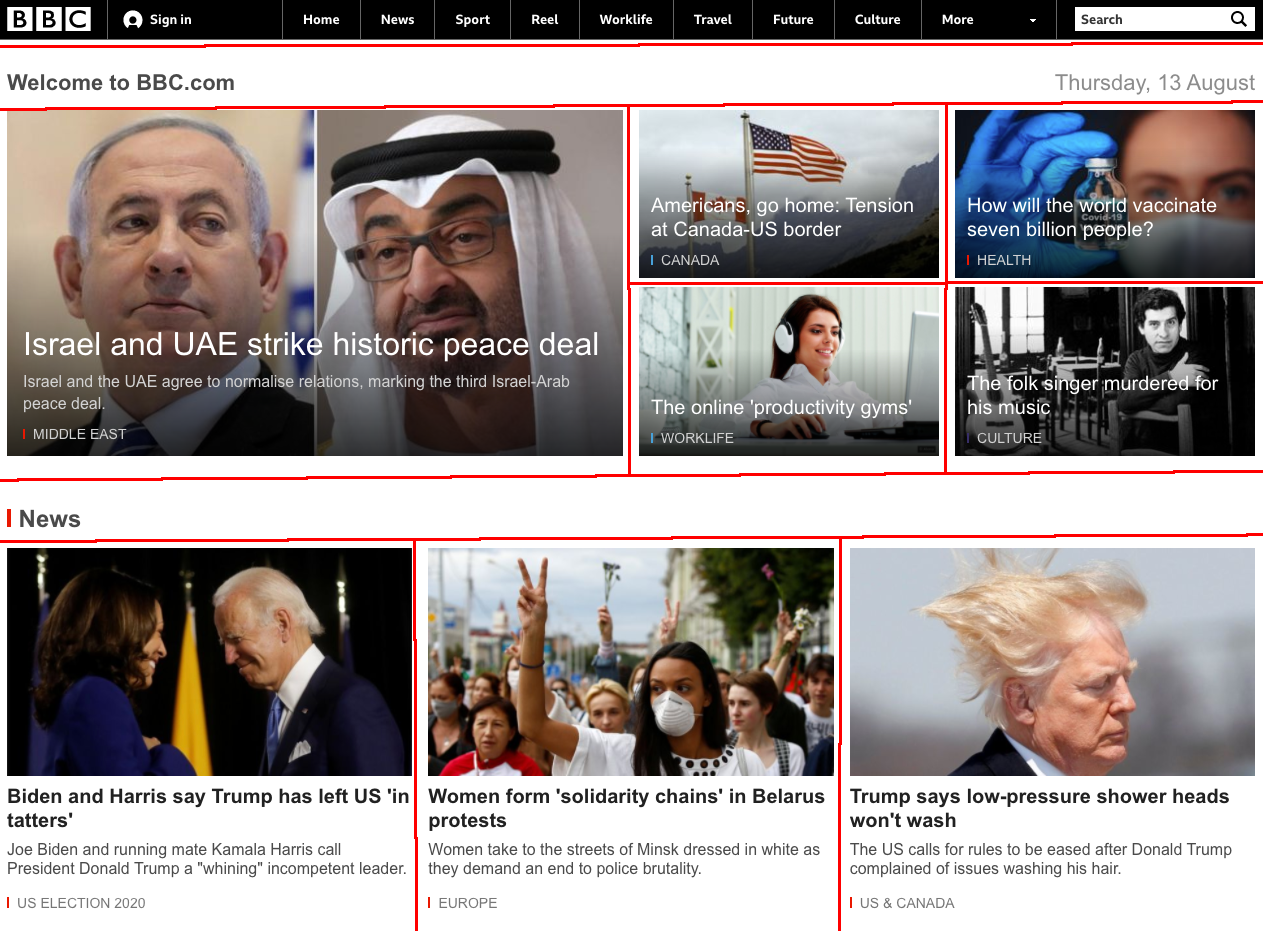 BBC Sign in Home News Sport Reel Worklife Travel Future Culture More Search
Welcome to BBC.com
Thursday, 13 August
Israel and UAE strike historic peace deal
Israel and the UAE agree to normalise relations, marking the third Israel-Arab
peace deal.
MIDDLE EAST
Americans, go home: Tension
at Canada-US border
CANADA
Covid-19
How will the world vaccinate
seven billion people?
HEALTH
The online 'productivity gyms'
WORKLIFE
The folk singer murdered for
his music
CULTURE
News
Biden and Harris say Trump has left US 'in
tatters'
Joe Biden and running mate Kamala Harris call
President Donald Trump a "whining" incompetent leader.
US ELECTION 2020
Women form 'solidarity chains' in Belarus
protests
Women take to the streets of Minsk dressed in white as
they demand an end to police brutality.
EUROPE
Trump says low-pressure shower heads
won't wash
The US calls for rules to be eased after Donald Trump
complained of issues washing his hair.
US & CANADA